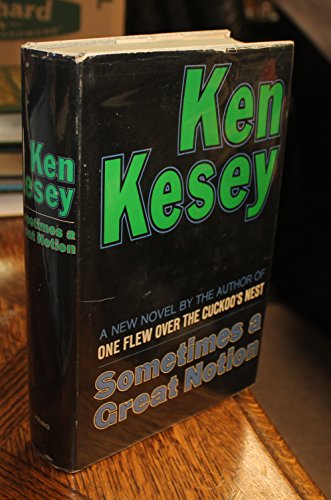 Ken
Kesey
A NEW NOVEL BY THE AUTHOR OF
ONE FLEW OVER THE CUCKOO'S NEST
Sometimes a
Great Notion
Ken
Kesey
Sometimes a
Great Notion
VIKING